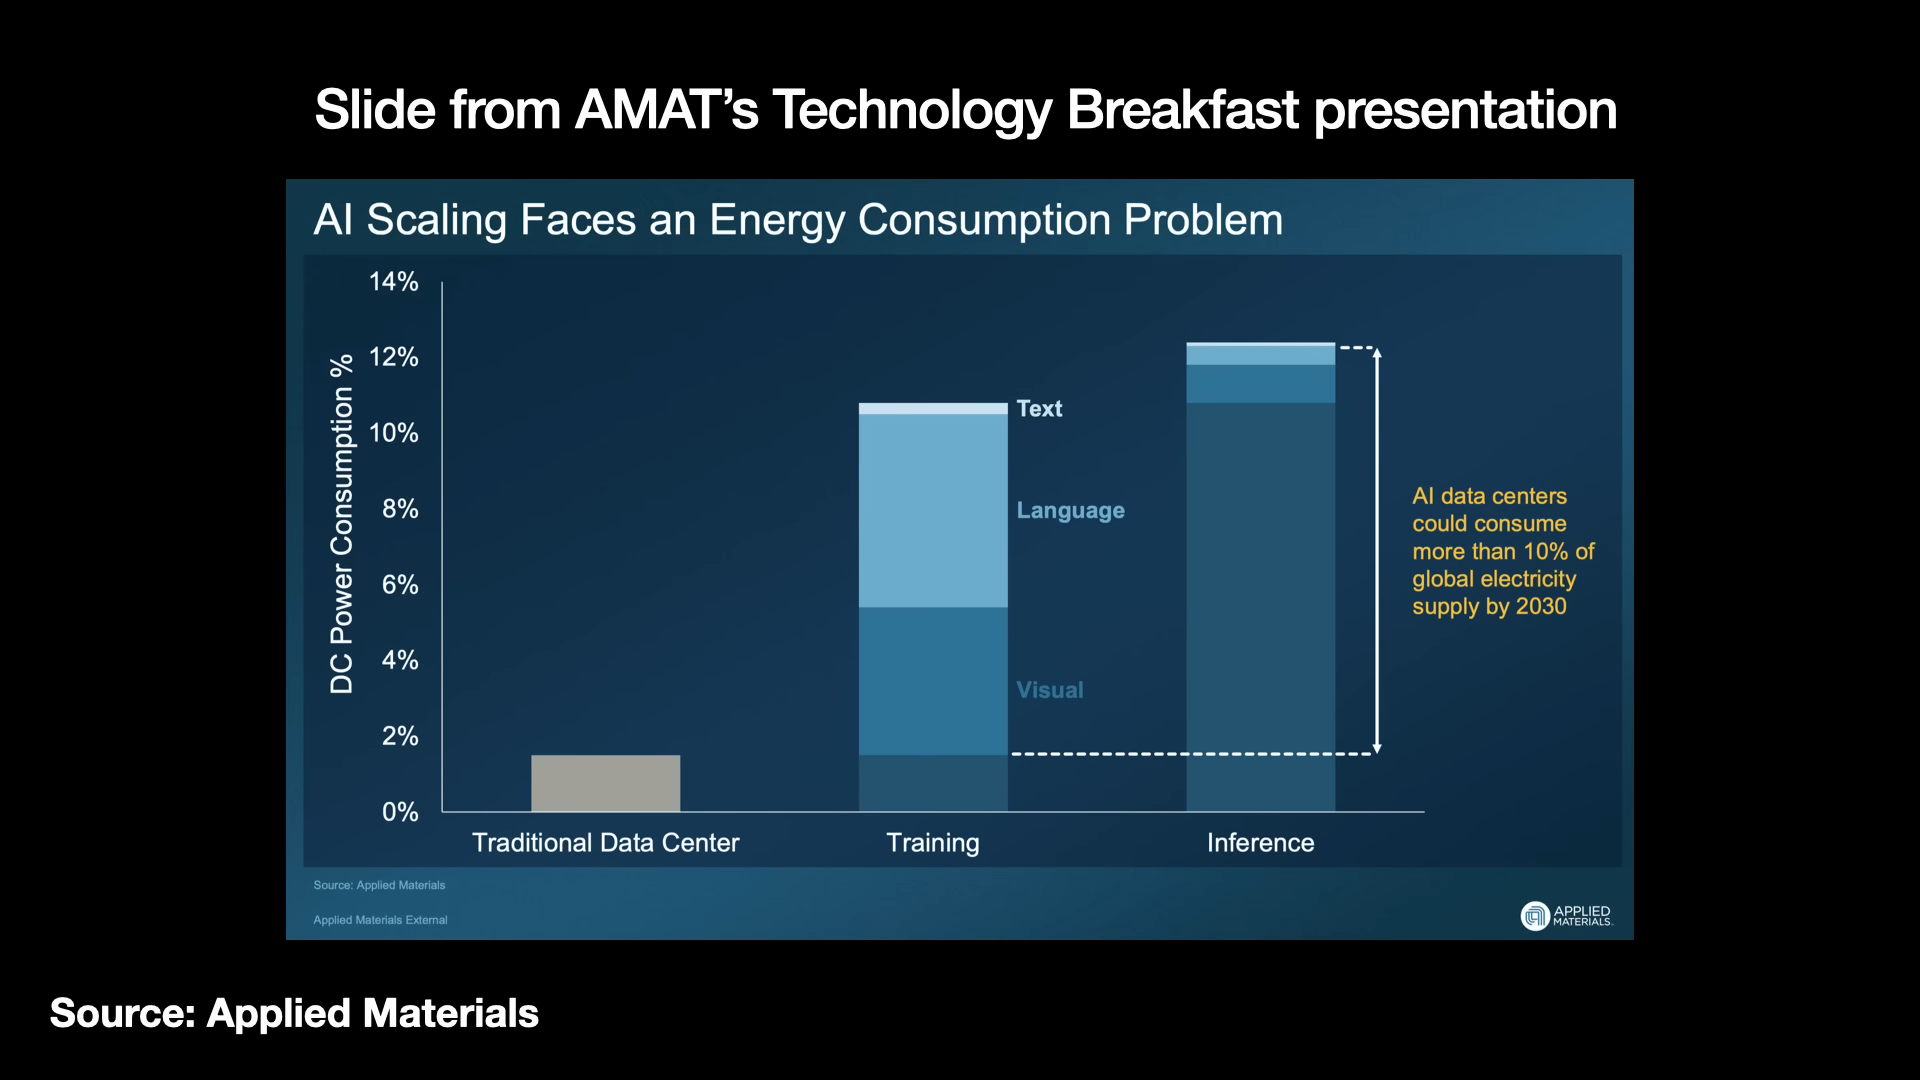 Slide from AMAT’s Technology Breakfast presentation
AI Scaling Faces an Energy Consumption Problem
DC Power Consumption %
14%
12%
10%
8%
6%
4%
2%
0%
Text
Language
Visual
AI data centers
could consume
more than 10% of
global electricity
supply by 2030
Traditional Data Center
Training
Inference
Source: Applied Materials
Applied Materials External
APPLIED
MATERIALS
Source: Applied Materials